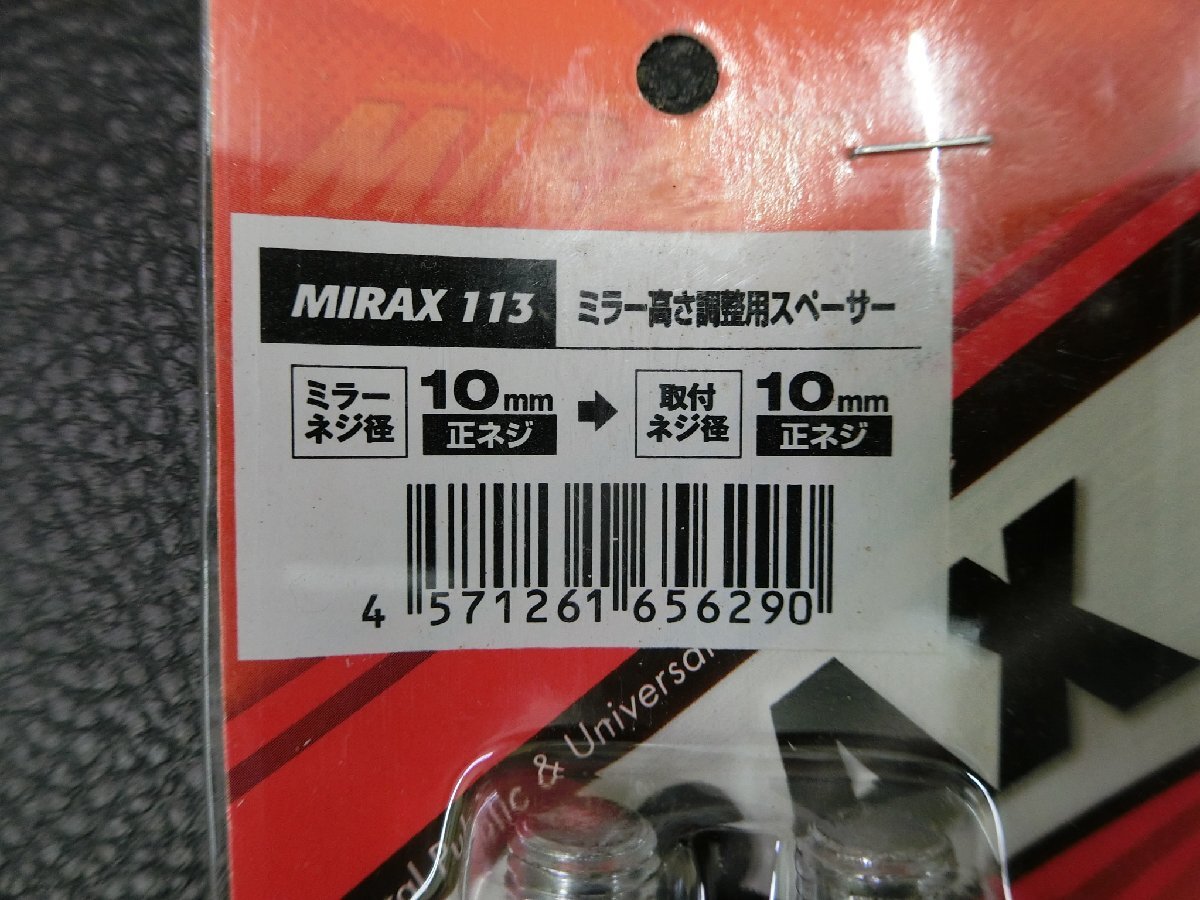 MIRAX 113 ミラー高さ調整用スペーサー
ミラー
ネジ径
10mm
正ネジ
取付
ネジ径
10mm
正ネジ
4 571261 656290
& Universal